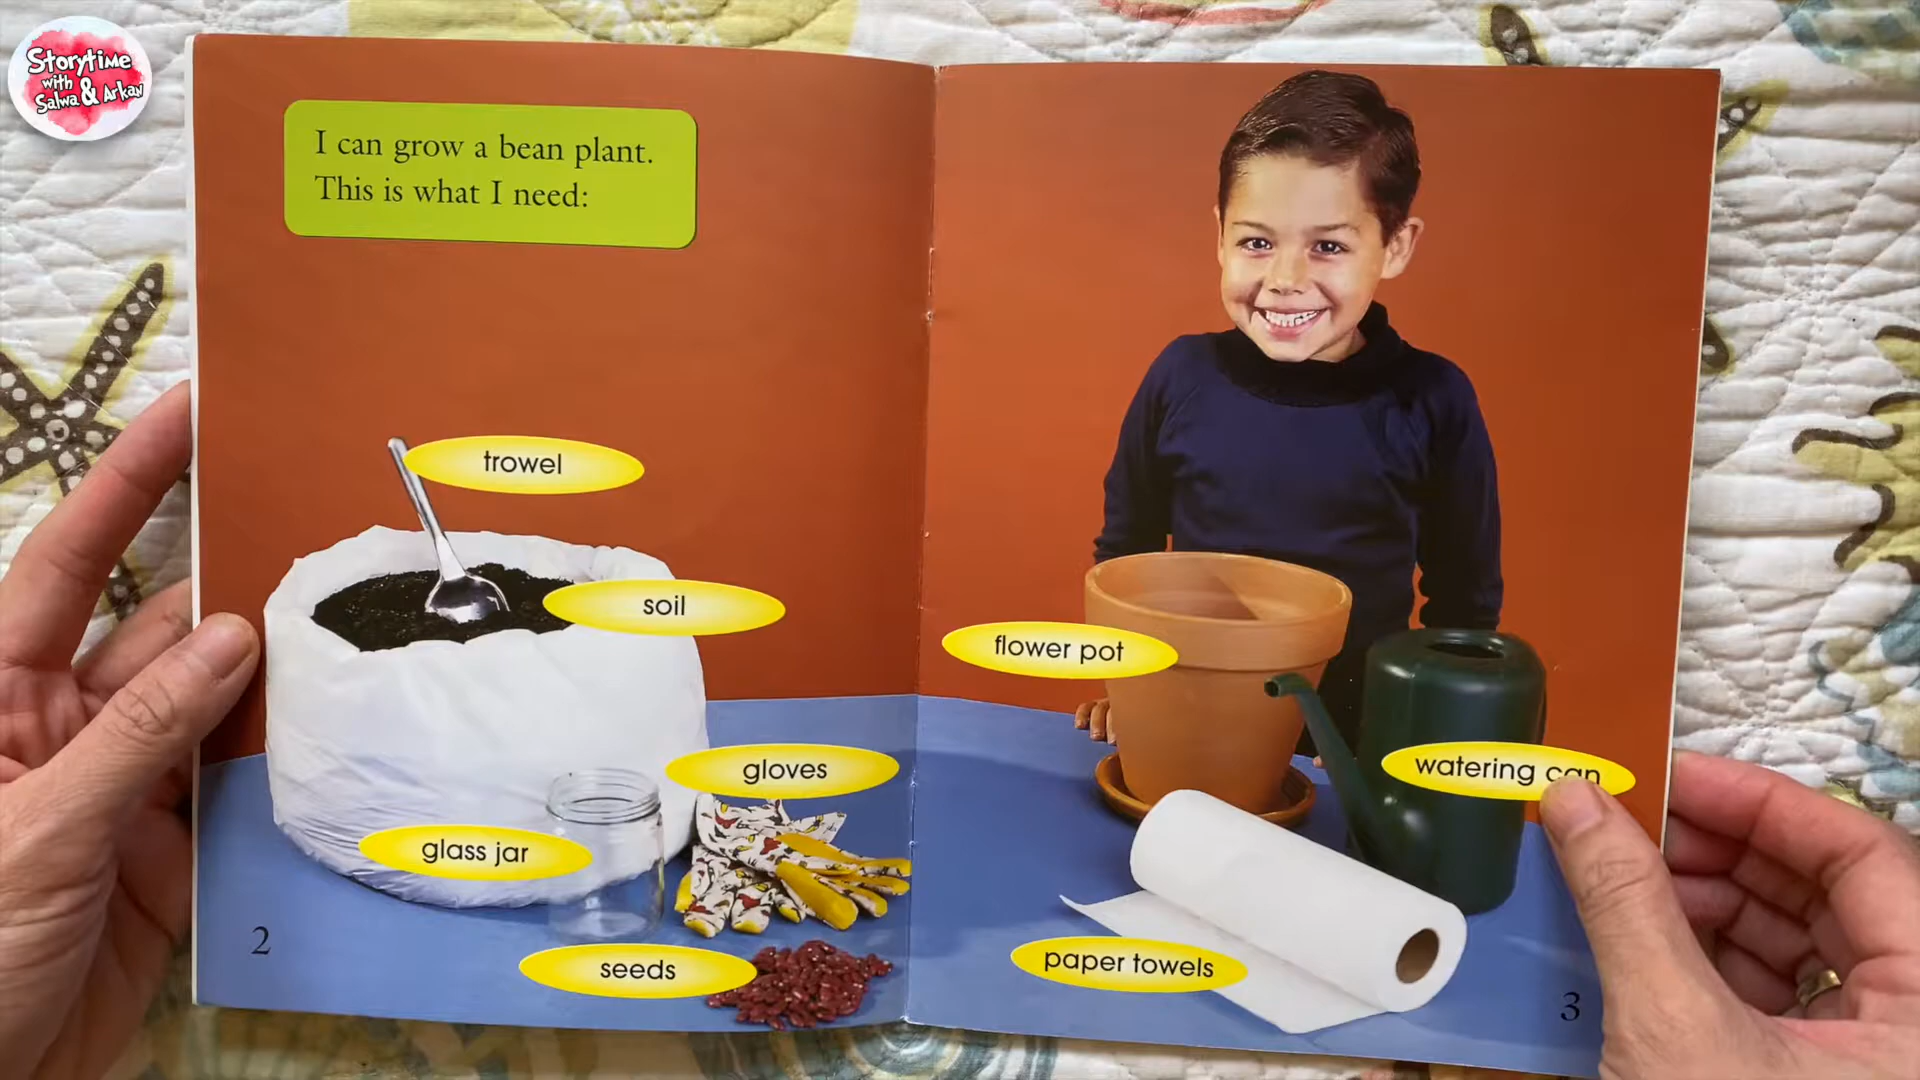 Storytime
with
Salwa & Arkan
I can grow a bean plant.
This is what I need:
trowel
soil
gloves
glass jar
seeds
2
flower pot
watering can
paper towels
3